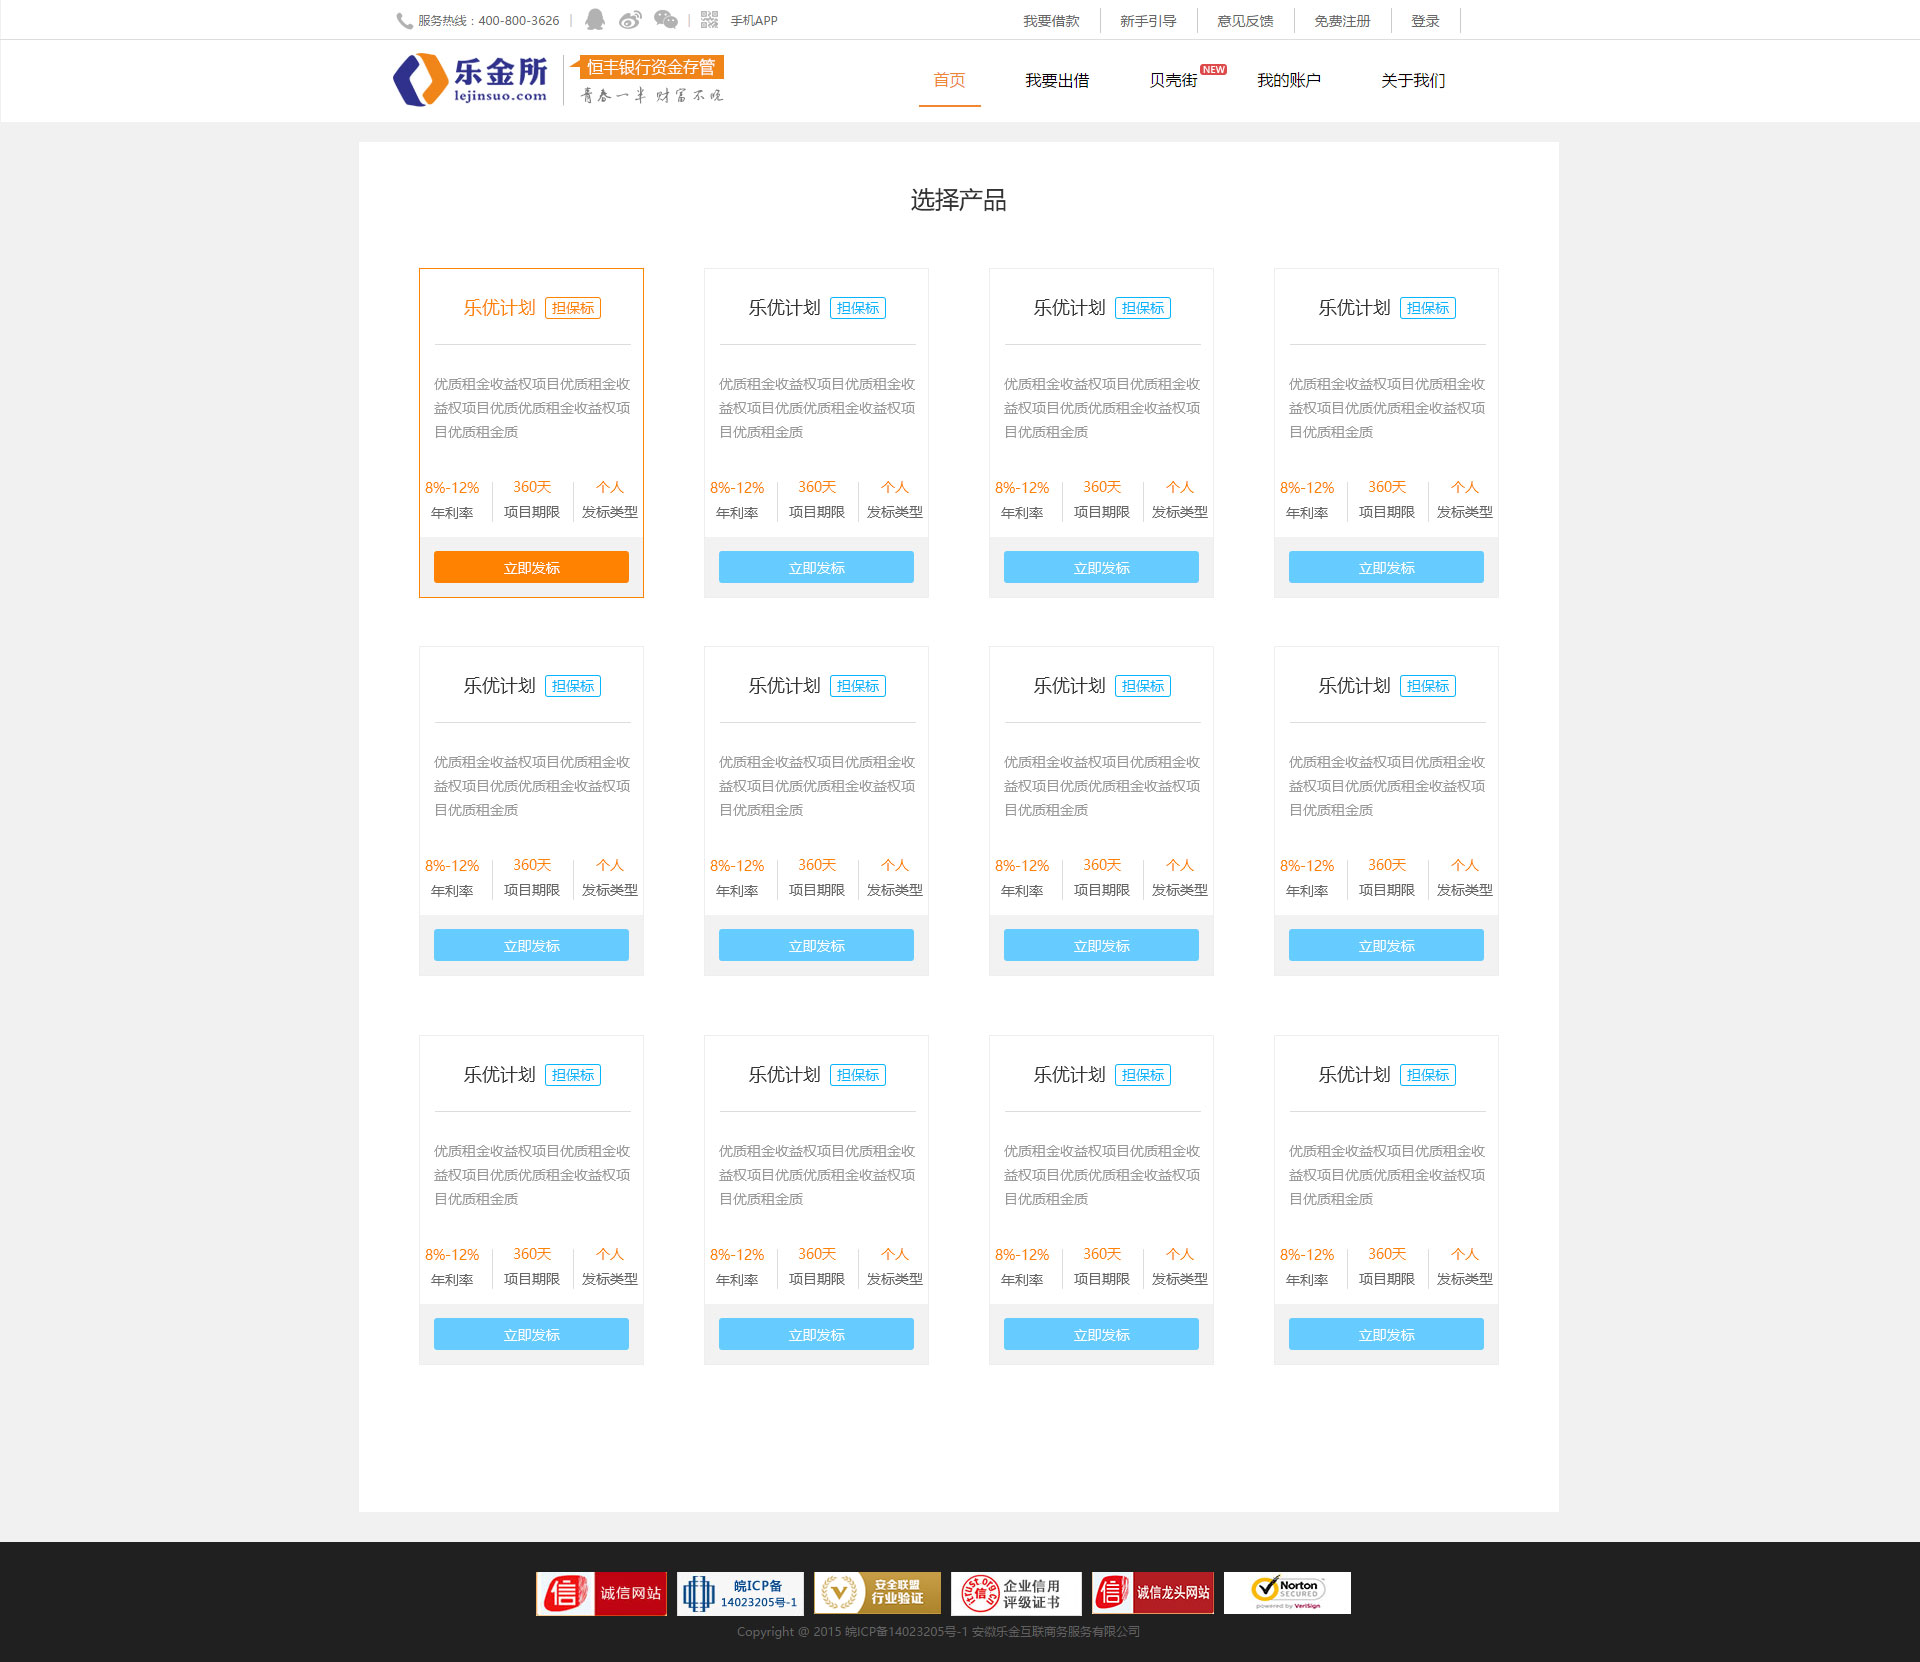 服务热线：400-800-3626 | | 手机APP 我要借款 新手引导 意见反馈 免费注册 登录
乐金所 恒丰银行资金存管 首页 我要出借 贝壳街 NEW 我的账户 关于我们
lejinsuo.com 青春一半 财富不晚
选择产品
乐优计划 担保标 乐优计划 担保标 乐优计划 担保标 乐优计划 担保标
优质租金收益权项目优质租金收 优质租金收益权项目优质租金收 优质租金收益权项目优质租金收 优质租金收益权项目优质租金收
益权项目优质优质租金收益权项 益权项目优质优质租金收益权项 益权项目优质优质租金收益权项 益权项目优质优质租金收益权项
目优质租金质 目优质租金质 目优质租金质 目优质租金质
8%-12% 360天 个人 8%-12% 360天 个人 8%-12% 360天 个人 8%-12% 360天 个人
年利率 项目期限 发标类型 年利率 项目期限 发标类型 年利率 项目期限 发标类型 年利率 项目期限 发标类型
立即发标 立即发标 立即发标 立即发标
乐优计划 担保标 乐优计划 担保标 乐优计划 担保标 乐优计划 担保标
优质租金收益权项目优质租金收 优质租金收益权项目优质租金收 优质租金收益权项目优质租金收 优质租金收益权项目优质租金收
益权项目优质优质租金收益权项 益权项目优质优质租金收益权项 益权项目优质优质租金收益权项 益权项目优质优质租金收益权项
目优质租金质 目优质租金质 目优质租金质 目优质租金质
8%-12% 360天 个人 8%-12% 360天 个人 8%-12% 360天 个人 8%-12% 360天 个人
年利率 项目期限 发标类型 年利率 项目期限 发标类型 年利率 项目期限 发标类型 年利率 项目期限 发标类型
立即发标 立即发标 立即发标 立即发标
乐优计划 担保标 乐优计划 担保标 乐优计划 担保标 乐优计划 担保标
优质租金收益权项目优质租金收 优质租金收益权项目优质租金收 优质租金收益权项目优质租金收 优质租金收益权项目优质租金收
益权项目优质优质租金收益权项 益权项目优质优质租金收益权项 益权项目优质优质租金收益权项 益权项目优质优质租金收益权项
目优质租金质 目优质租金质 目优质租金质 目优质租金质
8%-12% 360天 个人 8%-12% 360天 个人 8%-12% 360天 个人 8%-12% 360天 个人
年利率 项目期限 发标类型 年利率 项目期限 发标类型 年利率 项目期限 发标类型 年利率 项目期限 发标类型
立即发标 立即发标 立即发标 立即发标
信 诚信网站 皖ICP备 14023205号-1 安全联盟 行业验证 信 企业信用 评级证书 信 诚信龙头网站 Norton SECURED powered by VeriSign
Copyright @ 2015 皖ICP备14023205号-1 安徽乐金互联商务服务有限公司